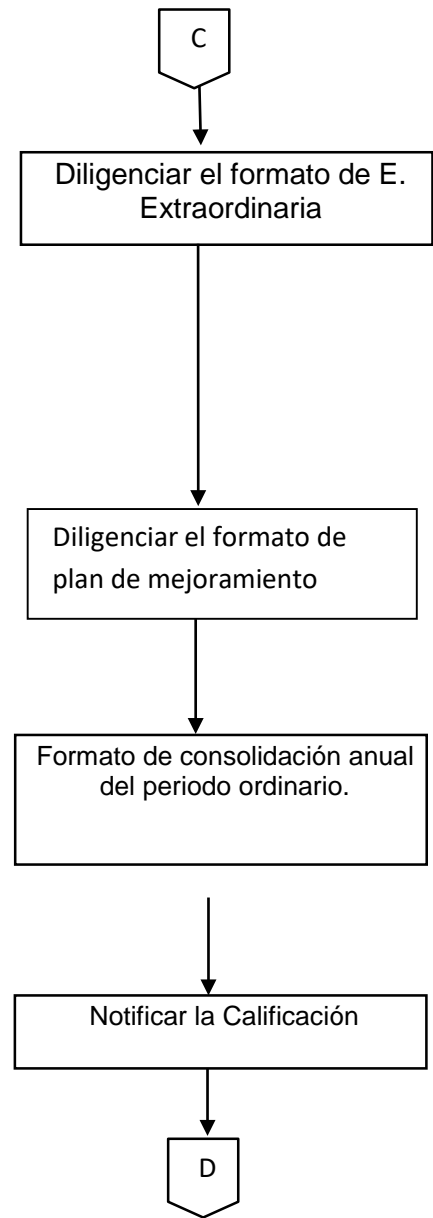 C
Diligenciar el formato de E.
Extraordinaria
Diligenciar el formato de
plan de mejoramiento
Formato de consolidación anual
del periodo ordinario.
Notificar la Calificación
D